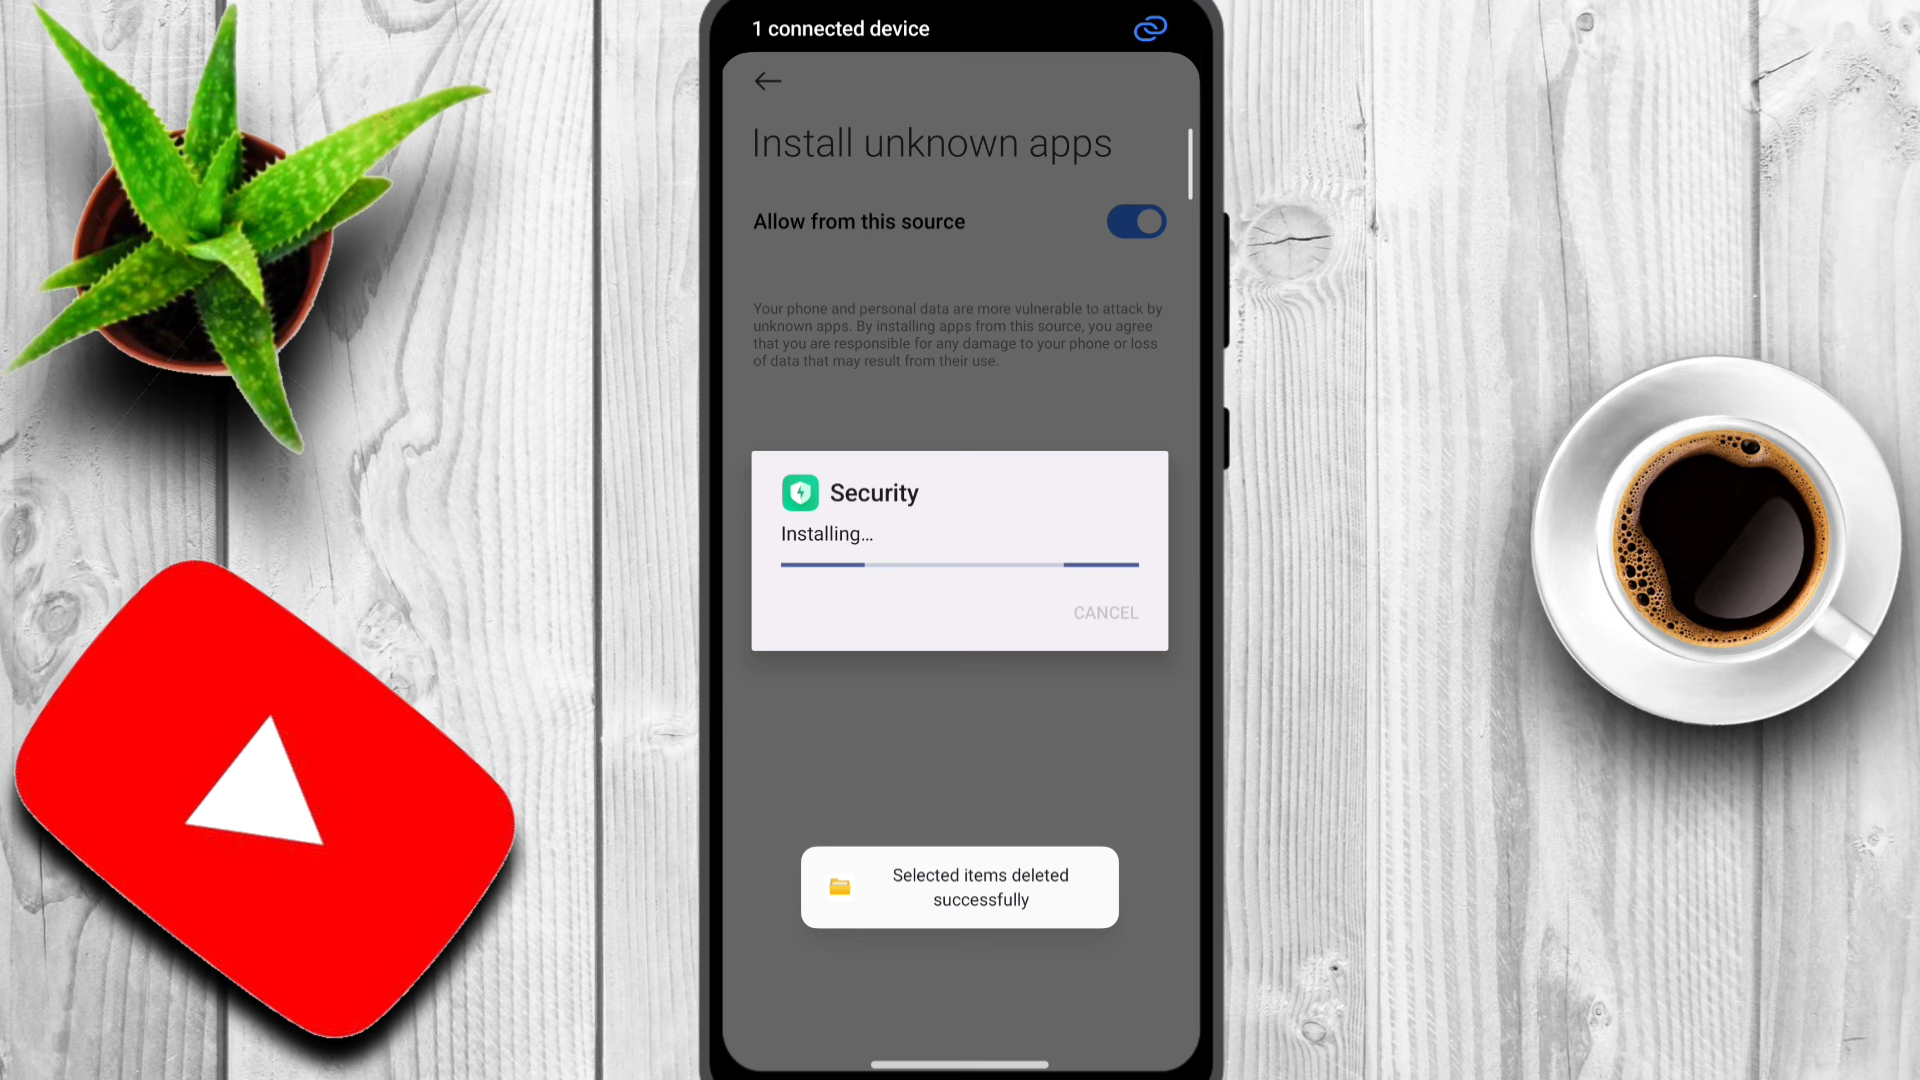 1 connected device
Install unknown apps
Allow from this source
Your phone and personal data are more vulnerable to attack by
unknown apps. By installing apps from this source, you agree
that you are responsible for any damage to your phone or loss
of data that may result from their use.
Security
Installing...
CANCEL
Selected items deleted
successfully